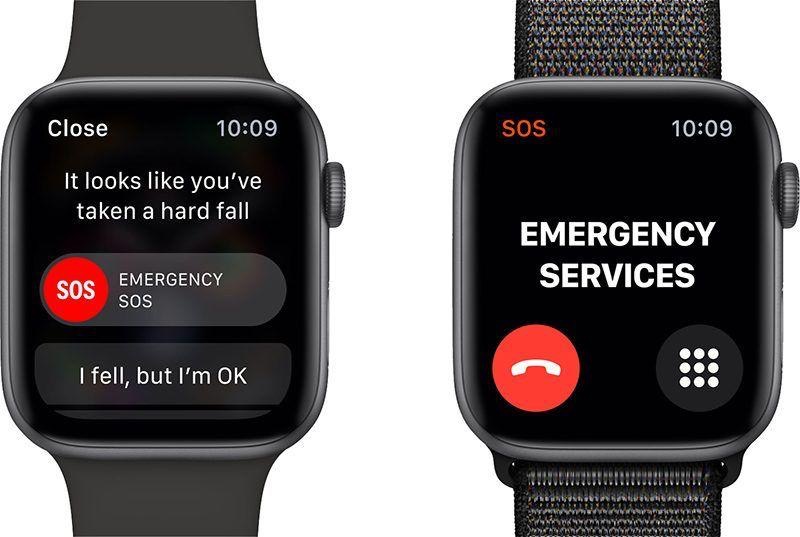 Close 10:09
It looks like you've
taken a hard fall
SOS EMERGENCY
SOS
I fell, but I'm OK
SOS 10:09
EMERGENCY
SERVICES